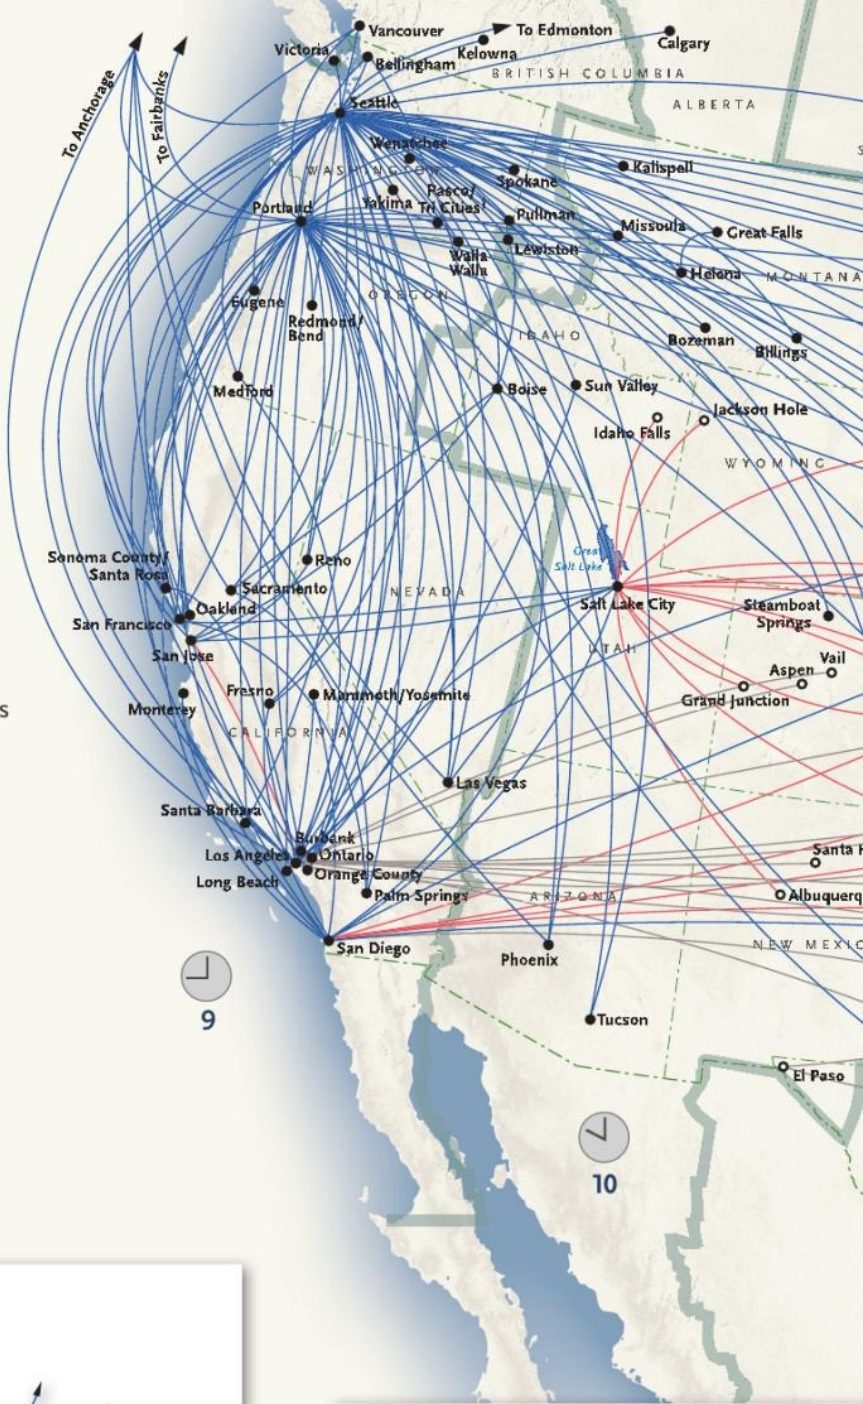 Vancouver
To Edmonton
Victoria
Kelowna
Calgary
Bellingham
BRITISH COLUMBIA
To Anchorage
To Fairbanks
Seattle
ALBERTA
Wenatchee
WASHINGTON
Spokane
Kalispell
Yakima
Pasco/
Tri Cities
Portland
Pullman
Missoula
Great Falls
Walla
Walla
Lewiston
Helena
MONTANA
Eugene
OREGON
Redmond/
Bend
IDAHO
Bozeman
Billings
Medford
Boise
Sun Valley
Jackson Hole
Idaho Falls
WYOMING
Sonoma County/
Santa Rosa
Reno
Great
Salt Lake
Sacramento
NEVADA
Oakland
Salt Lake City
Steamboat
Springs
San Francisco
San Jose
UTAH
Vail
Aspen
Fresno
Mammoth/Yosemite
Grand Junction
Monterey
s
CALIFORNIA
Las Vegas
Santa Barbara
Burbank
Los Angeles
Ontario
Santa F
Orange County
Long Beach
Palm Springs
ARIZONA
Albuquerq
San Diego
Phoenix
NEW MEXIC
9
Tucson
El Paso
10